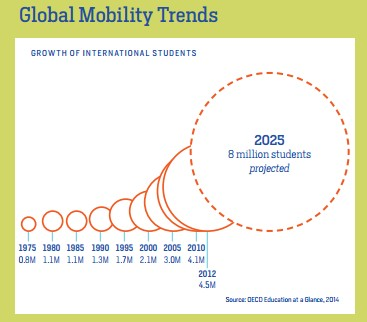 Global Mobility Trends
GROWTH OF INTERNATIONAL STUDENTS
2025
8 million students
projected
1975 1980 1985 1990 1995 2000 2005 2010
0.8M 1.1M 1.1M 1.3M 1.7M 2.1M 3.0M 4.1M
2012
4.5M
Source: OECD Education at a Glance, 2014